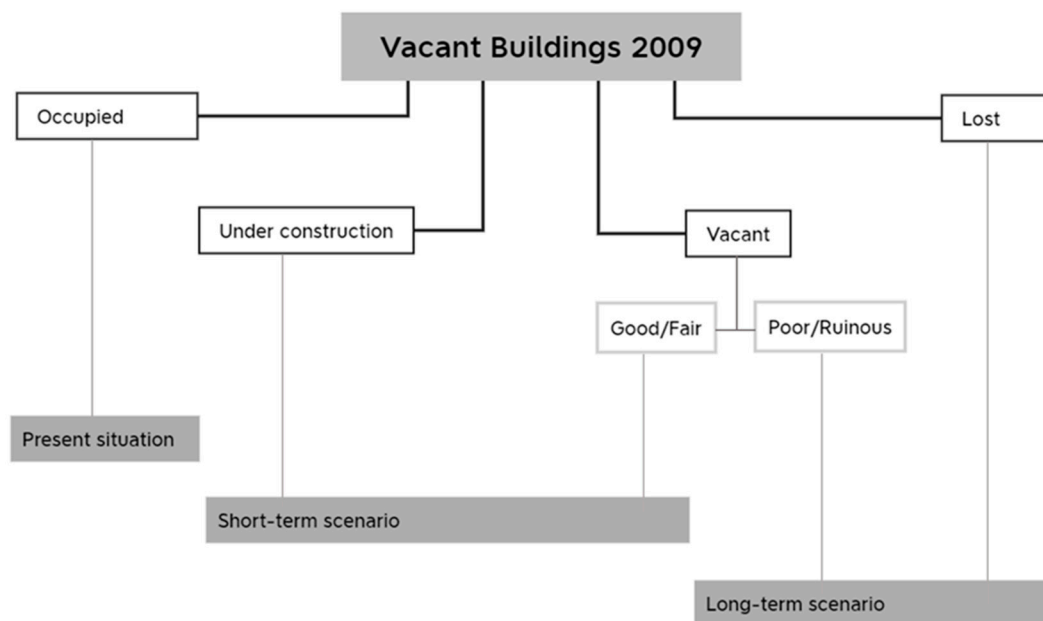 Vacant Buildings 2009
Occupied
Lost
Under construction
Vacant
Good/Fair
Poor/Ruinous
Present situation
Short-term scenario
Long-term scenario